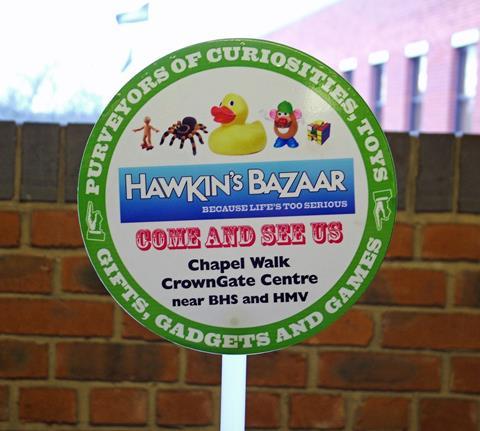 PURVEYORS OF CURIOSITIES, TOYS
HAWKIN'S BAZAAR
BECAUSE LIFE'S TOO SERIOUS
COME AND SEE US
Chapel Walk
CrownGate Centre
near BHS and HMV
GIFTS, GADGETS AND GAMES